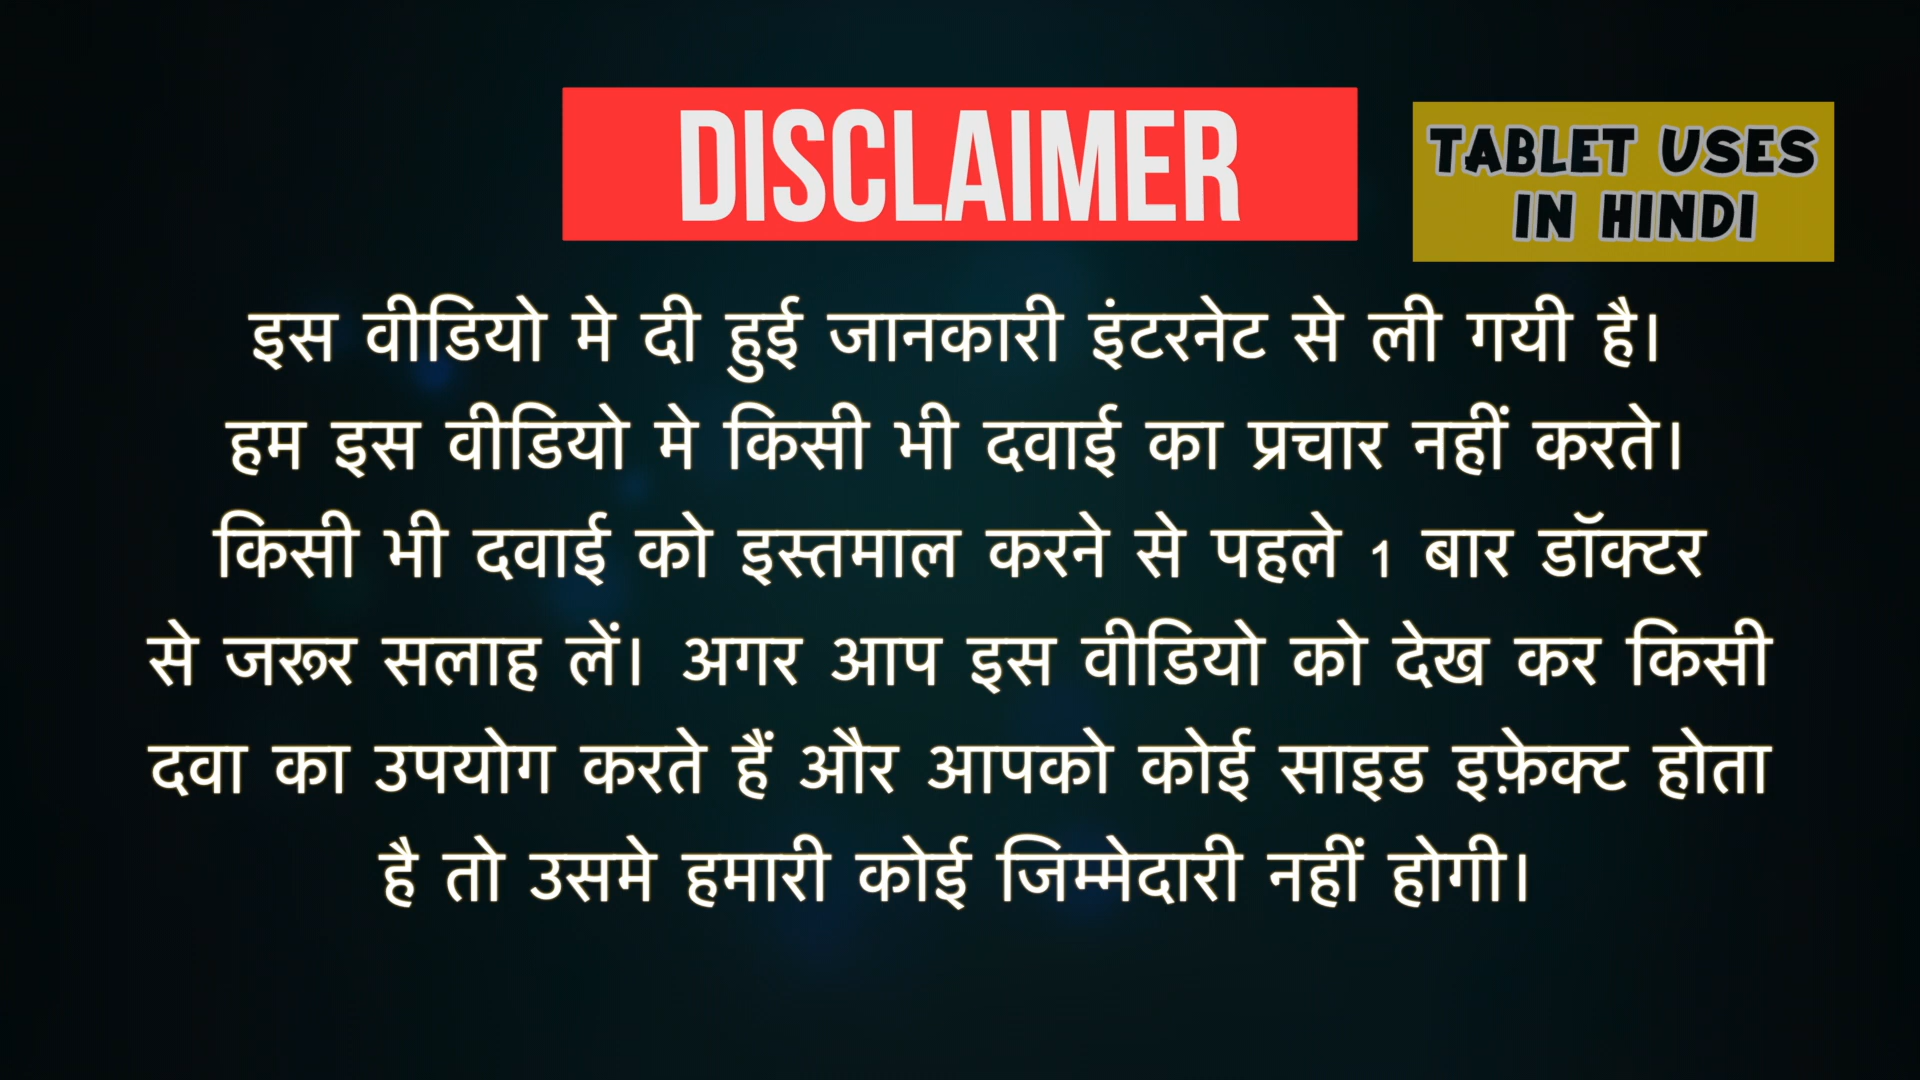 DISCLAIMER
TABLET USES
IN HINDI
इस वीडियो मे दी हुई जानकारी इंटरनेट से ली गयी है।
हम इस वीडियो मे किसी भी दवाई का प्रचार नहीं करते।
किसी भी दवाई को इस्तमाल करने से पहले 1 बार डॉक्टर
से जरूर सलाह लें। अगर आप इस वीडियो को देख कर किसी
दवा का उपयोग करते हैं और आपको कोई साइड इफ़ेक्ट होता
है तो उसमे हमारी कोई जिम्मेदारी नहीं होगी।